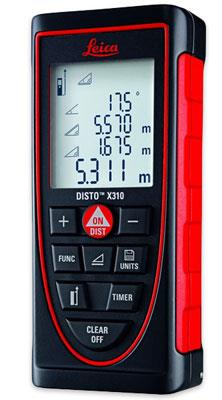 Leica
17.5°
5.570 m
1.675 m
5.311 m
DISTO™ X310
+ ON DIST −
FUNC UNITS
TIMER
CLEAR
OFF